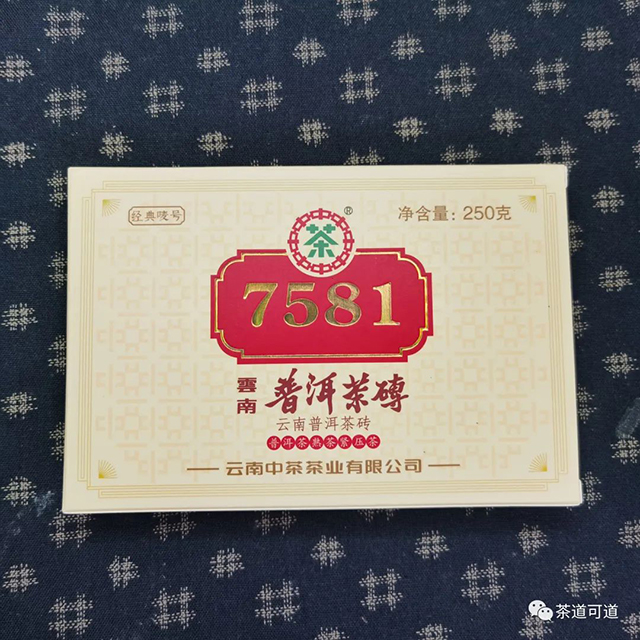 经典唛号
茶
®
净含量：250克
7581
雲南
普洱茶磚
云南普洱茶砖
普洱茶熟茶紧压茶
云南中茶茶业有限公司
茶道可道